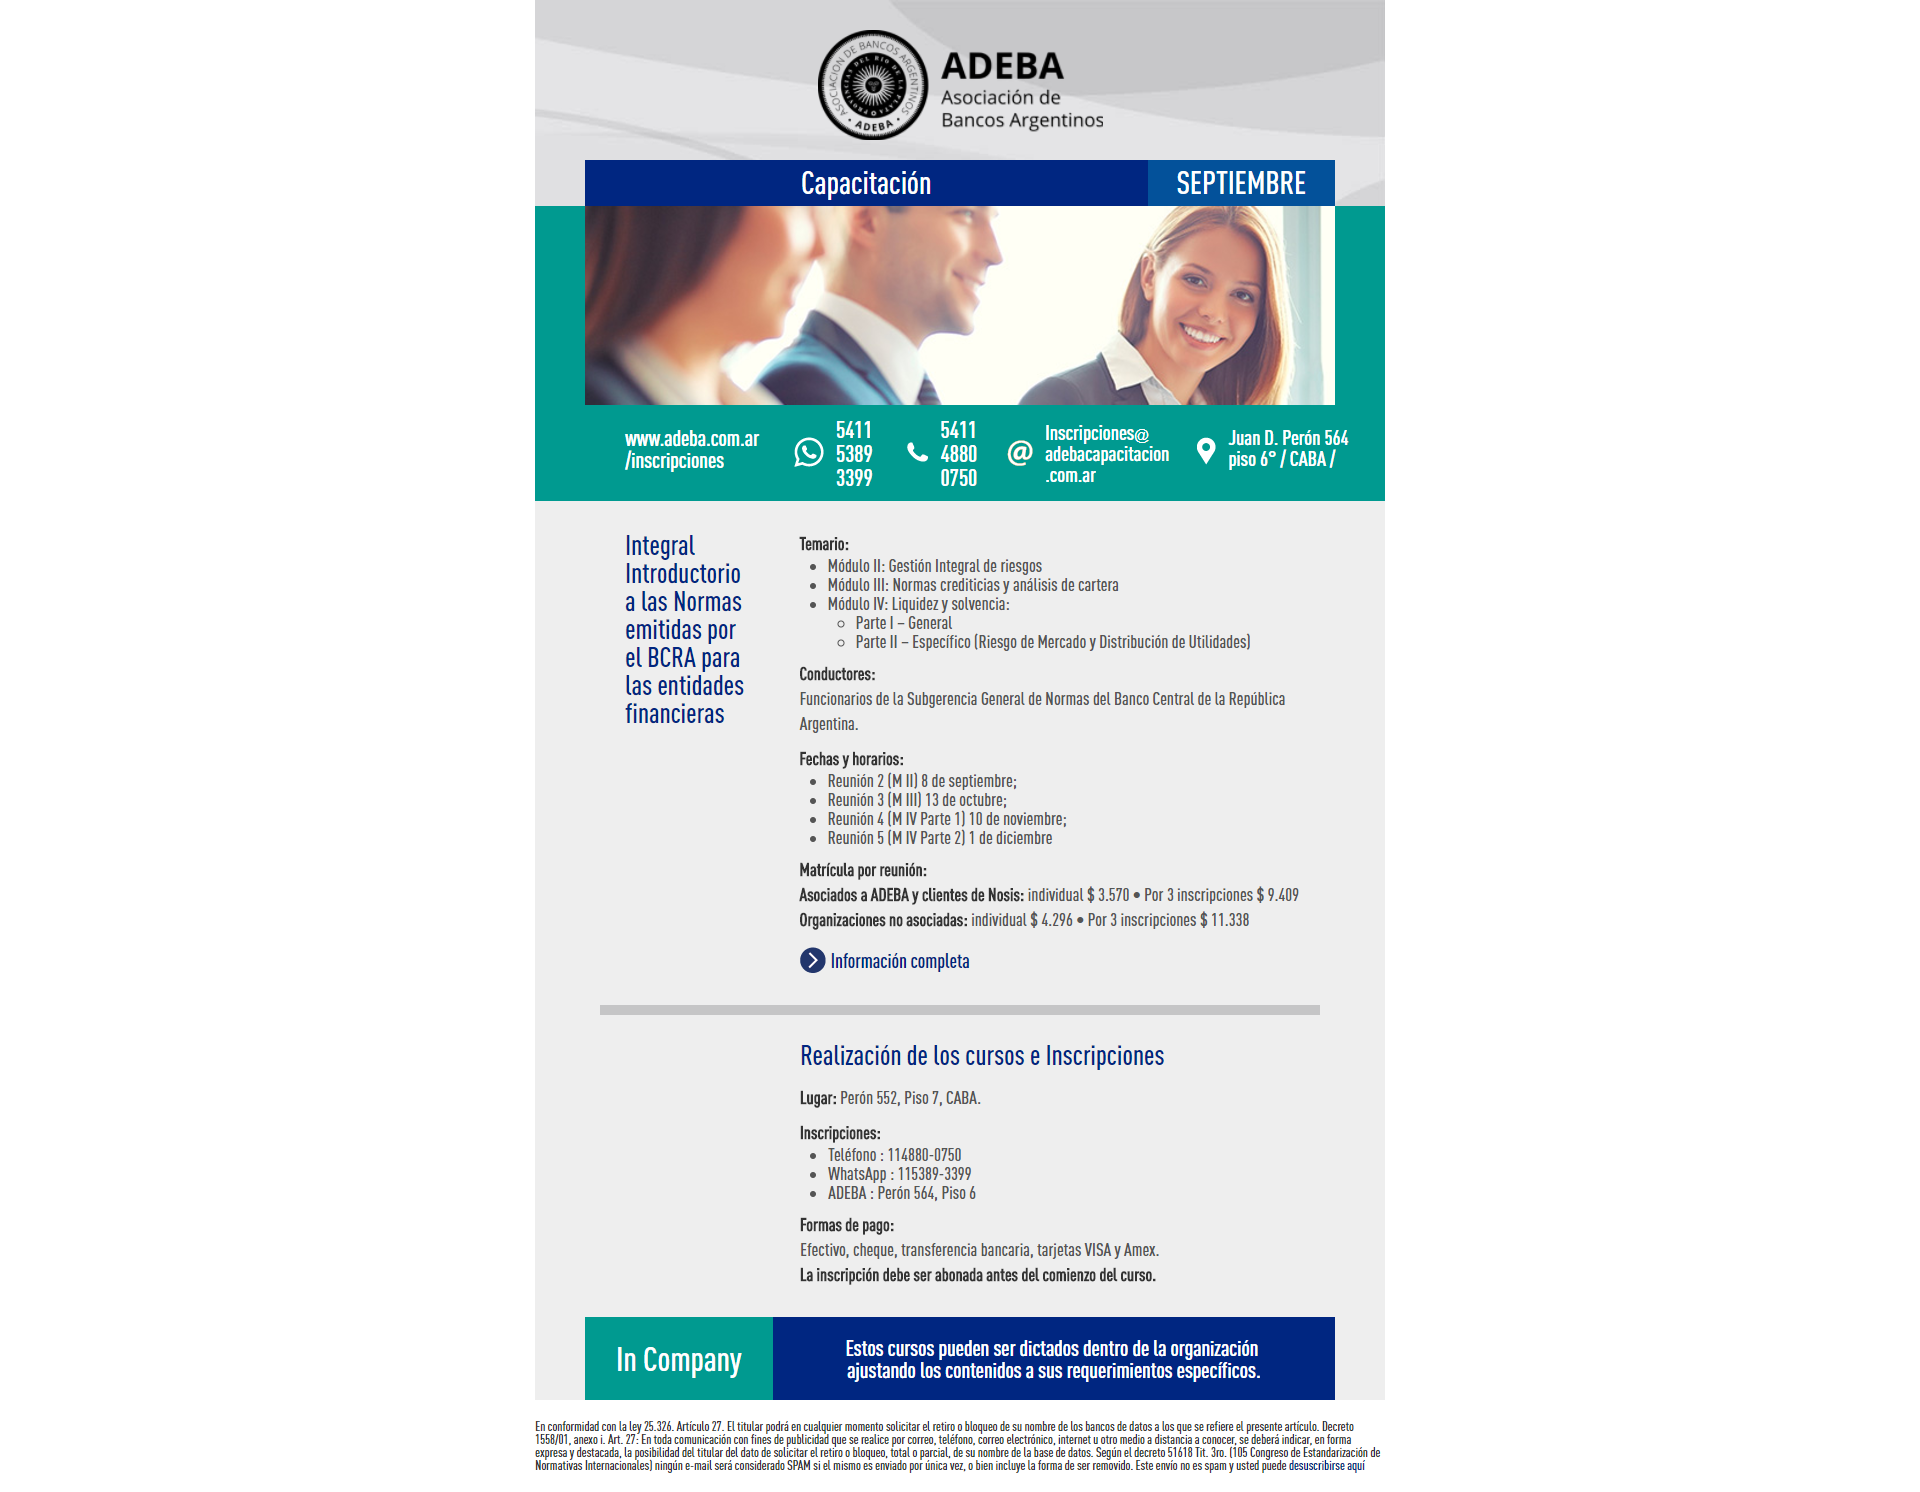 ASOCIACIÓN DE BANCOS ARGENTINOS
PROVINCIAS DEL RIO DE LA PLATA
• ADEBA •
ADEBA
Asociación de
Bancos Argentinos
Capacitación
SEPTIEMBRE
www.adeba.com.ar
/inscripciones
5411
5389
3399
5411
4880
0750
Inscripciones@
adebacapacitacion
.com.ar
Juan D. Perón 564
piso 6° / CABA /
Integral
Introductorio
a las Normas
emitidas por
el BCRA para
las entidades
financieras
Temario:
• Módulo II: Gestión Integral de riesgos
• Módulo III: Normas crediticias y análisis de cartera
• Módulo IV: Liquidez y solvencia:
○ Parte I – General
○ Parte II – Específico (Riesgo de Mercado y Distribución de Utilidades)
Conductores:
Funcionarios de la Subgerencia General de Normas del Banco Central de la República
Argentina.
Fechas y horarios:
• Reunión 2 (M II) 8 de septiembre;
• Reunión 3 (M III) 13 de octubre;
• Reunión 4 (M IV Parte 1) 10 de noviembre;
• Reunión 5 (M IV Parte 2) 1 de diciembre
Matrícula por reunión:
Asociados a ADEBA y clientes de Nosis: individual $ 3.570 • Por 3 inscripciones $ 9.409
Organizaciones no asociadas: individual $ 4.296 • Por 3 inscripciones $ 11.338
Información completa
Realización de los cursos e Inscripciones
Lugar: Perón 552, Piso 7, CABA.
Inscripciones:
• Teléfono : 114880-0750
• WhatsApp : 115389-3399
• ADEBA : Perón 564, Piso 6
Formas de pago:
Efectivo, cheque, transferencia bancaria, tarjetas VISA y Amex.
La inscripción debe ser abonada antes del comienzo del curso.
In Company
Estos cursos pueden ser dictados dentro de la organización
ajustando los contenidos a sus requerimientos específicos.
En conformidad con la ley 25.326. Artículo 27. El titular podrá en cualquier momento solicitar el retiro o bloqueo de su nombre de los bancos de datos a los que se refiere el presente artículo. Decreto
1558/01, anexo i. Art. 27: En toda comunicación con fines de publicidad que se realice por correo, teléfono, correo electrónico, internet u otro medio a distancia a conocer, se deberá indicar, en forma
expresa y destacada, la posibilidad del titular del dato de solicitar el retiro o bloqueo, total o parcial, de su nombre de la base de datos. Según el decreto 51618 Tit. 3ro. (105 Congreso de Estandarización de
Normativas Internacionales) ningún e-mail será considerado SPAM si el mismo es enviado por única vez, o bien incluye la forma de ser removido. Este envío no es spam y usted puede desuscribirse aquí